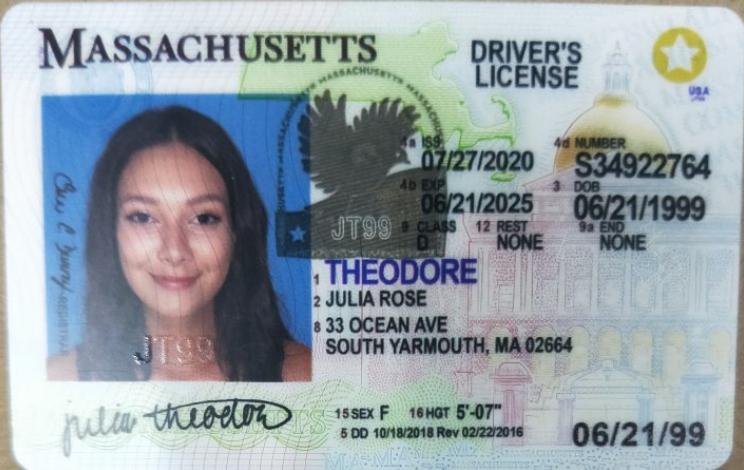 MASSACHUSETTS
DRIVER'S
LICENSE
USA
4a ISS
07/27/2020
4d NUMBER
S34922764
4b EXP
06/21/2025
3 DOB
06/21/1999
9 CLASS
D
12 REST
NONE
9a END
NONE
JT99
1 THEODORE
2 JULIA ROSE
8 33 OCEAN AVE
SOUTH YARMOUTH, MA 02664
JT99
15 SEX F 16 HGT 5'-07"
5 DD 10/18/2018 Rev 02/22/2016
06/21/99
julia theodore